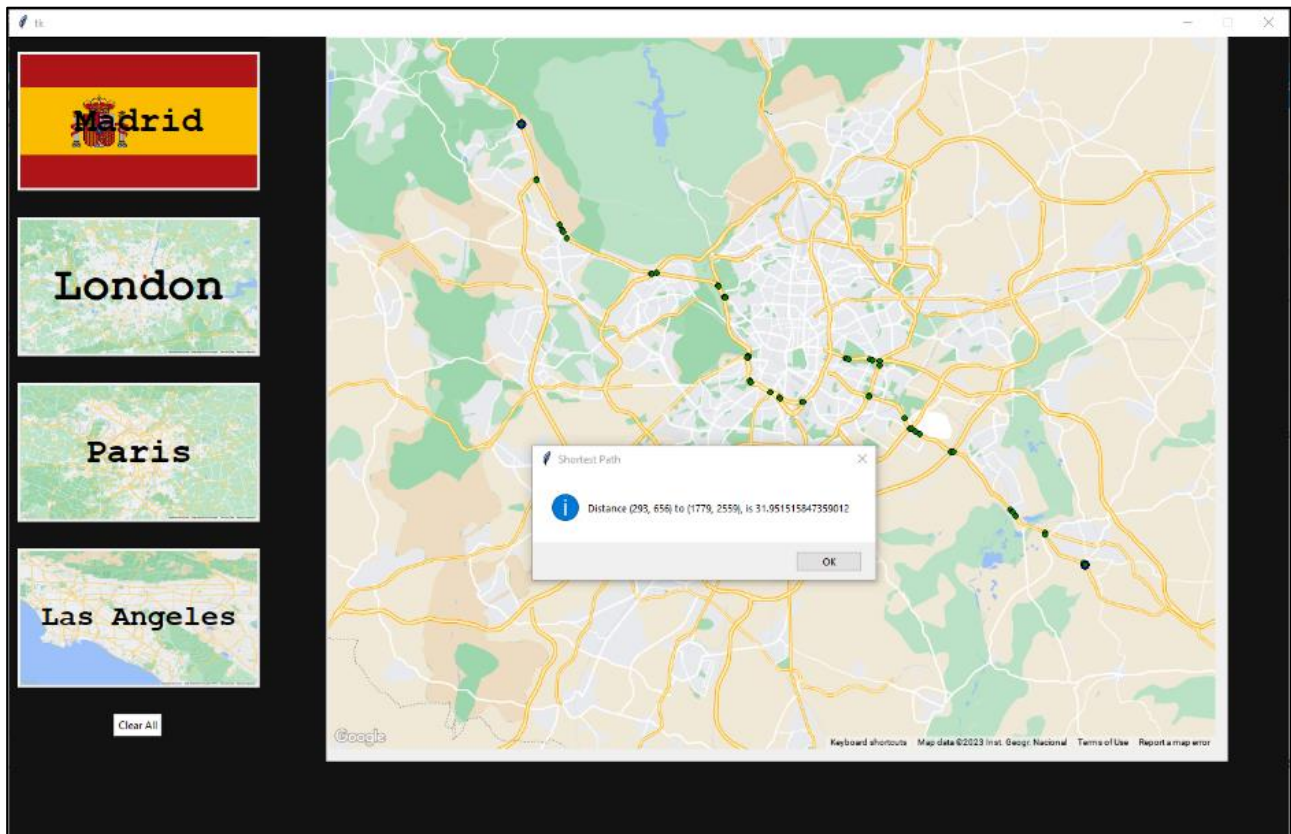 tk
Madrid
London
Paris
Las Angeles
Clear All
Shortest Path
Distance (293, 656) to (1779, 2559), is 31.951515847359012
OK
Google
Keyboard shortcuts Map data ©2023 Inst. Geogr. Nacional Terms of Use Report a map error